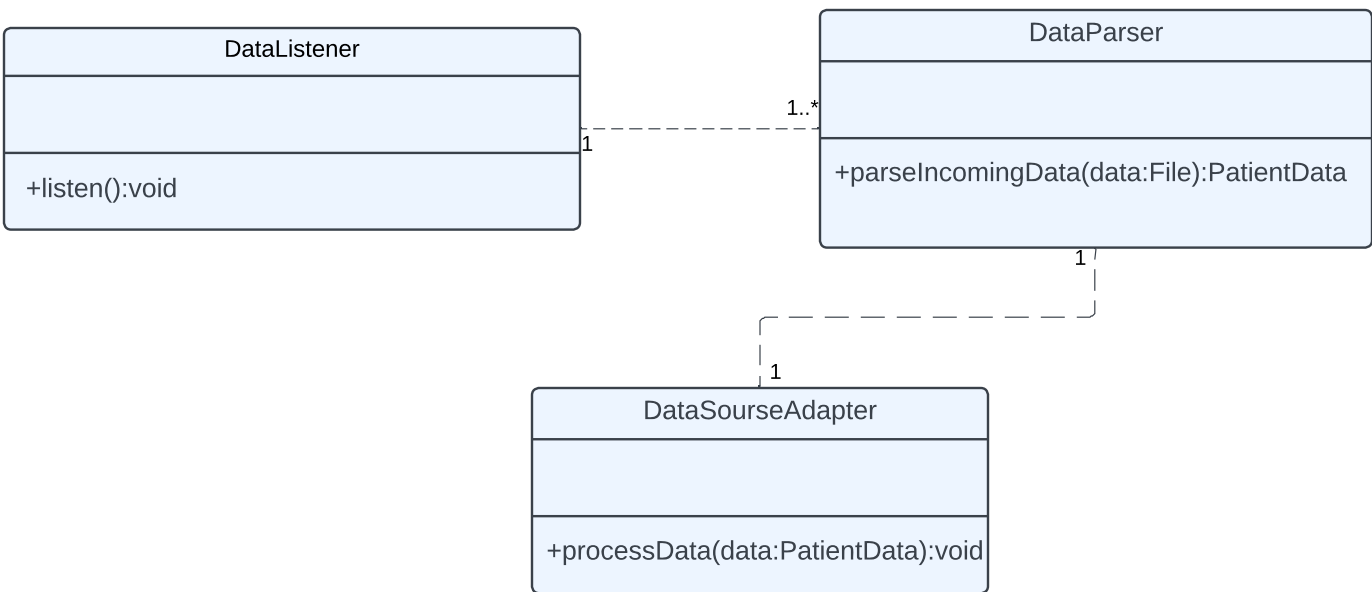 DataListener
+listen():void
1
1..*
DataParser
+parseIncomingData(data:File):PatientData
1
1
DataSourseAdapter
+processData(data:PatientData):void